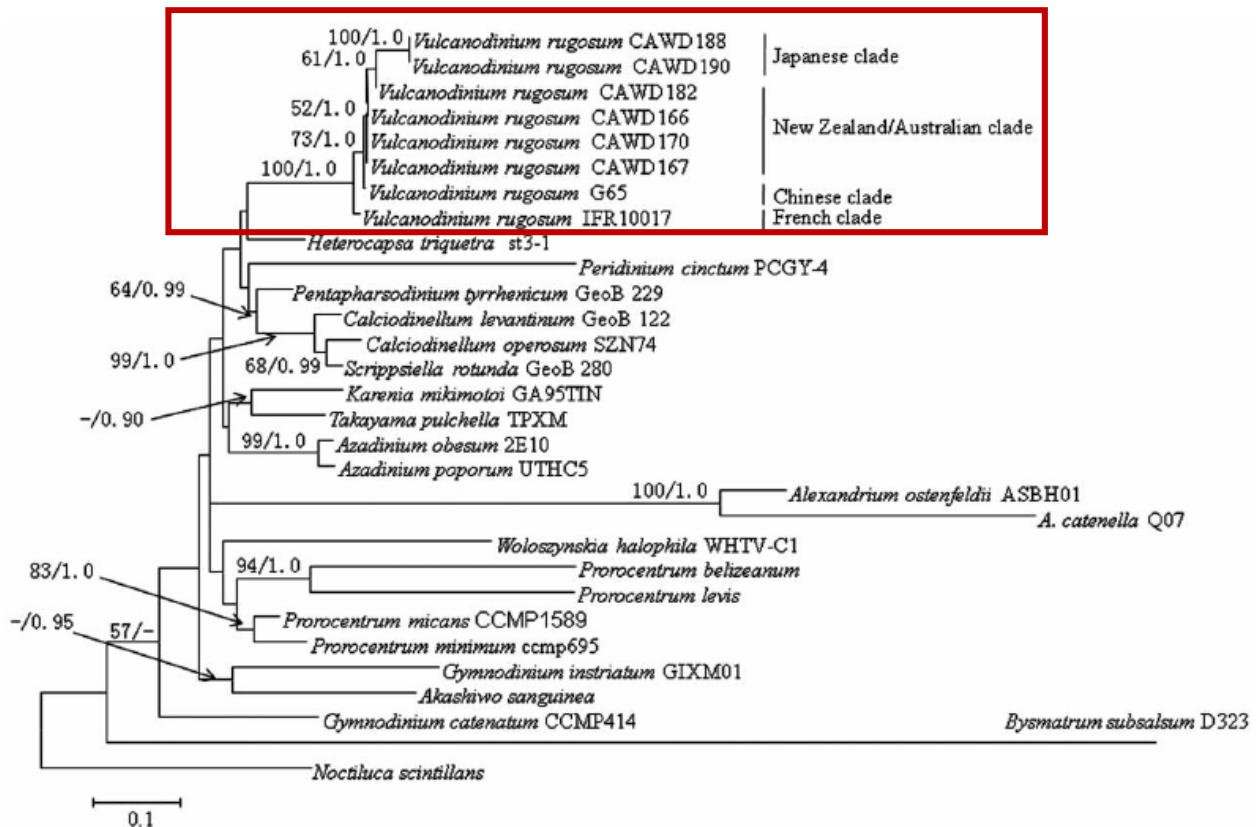 100/1.0 Vulcanodinium rugosum CAWD188
61/1.0 Vulcanodinium rugosum CAWD190 Japanese clade
Vulcanodinium rugosum CAWD182
52/1.0 Vulcanodinium rugosum CAWD166 New Zealand/Australian clade
73/1.0 Vulcanodinium rugosum CAWD170
100/1.0 Vulcanodinium rugosum CAWD167
Vulcanodinium rugosum G65 Chinese clade
Vulcanodinium rugosum IFR10017 French clade
Heterocapsa triquetra st3-1
Peridinium cinctum PCGY-4
64/0.99 Pentapharsodinium tyrrhenicum GeoB 229
Calciodinellum levantinum GeoB 122
99/1.0 Calciodinellum operosum SZN74
68/0.99 Scrippsiella rotunda GeoB 280
Karenia mikimotoi GA95TIN
-/0.90 Takayama pulchella TPXM
99/1.0 Azadinium obesum 2E10
Azadinium poporum UTHC5
100/1.0 Alexandrium ostenfeldii ASBH01
A. catenella Q07
Woloszynskia halophila WHTV-C1
83/1.0 94/1.0 Prorocentrum belizeanum
Prorocentrum levis
-/0.95 57/- Prorocentrum micans CCMP1589
Prorocentrum minimum ccmp695
Gymnodinium instriatum GIXM01
Akashiwo sanguinea
Gymnodinium catenatum CCMP414 Bysmatrum subsalsum D323
Noctiluca scintillans
0.1